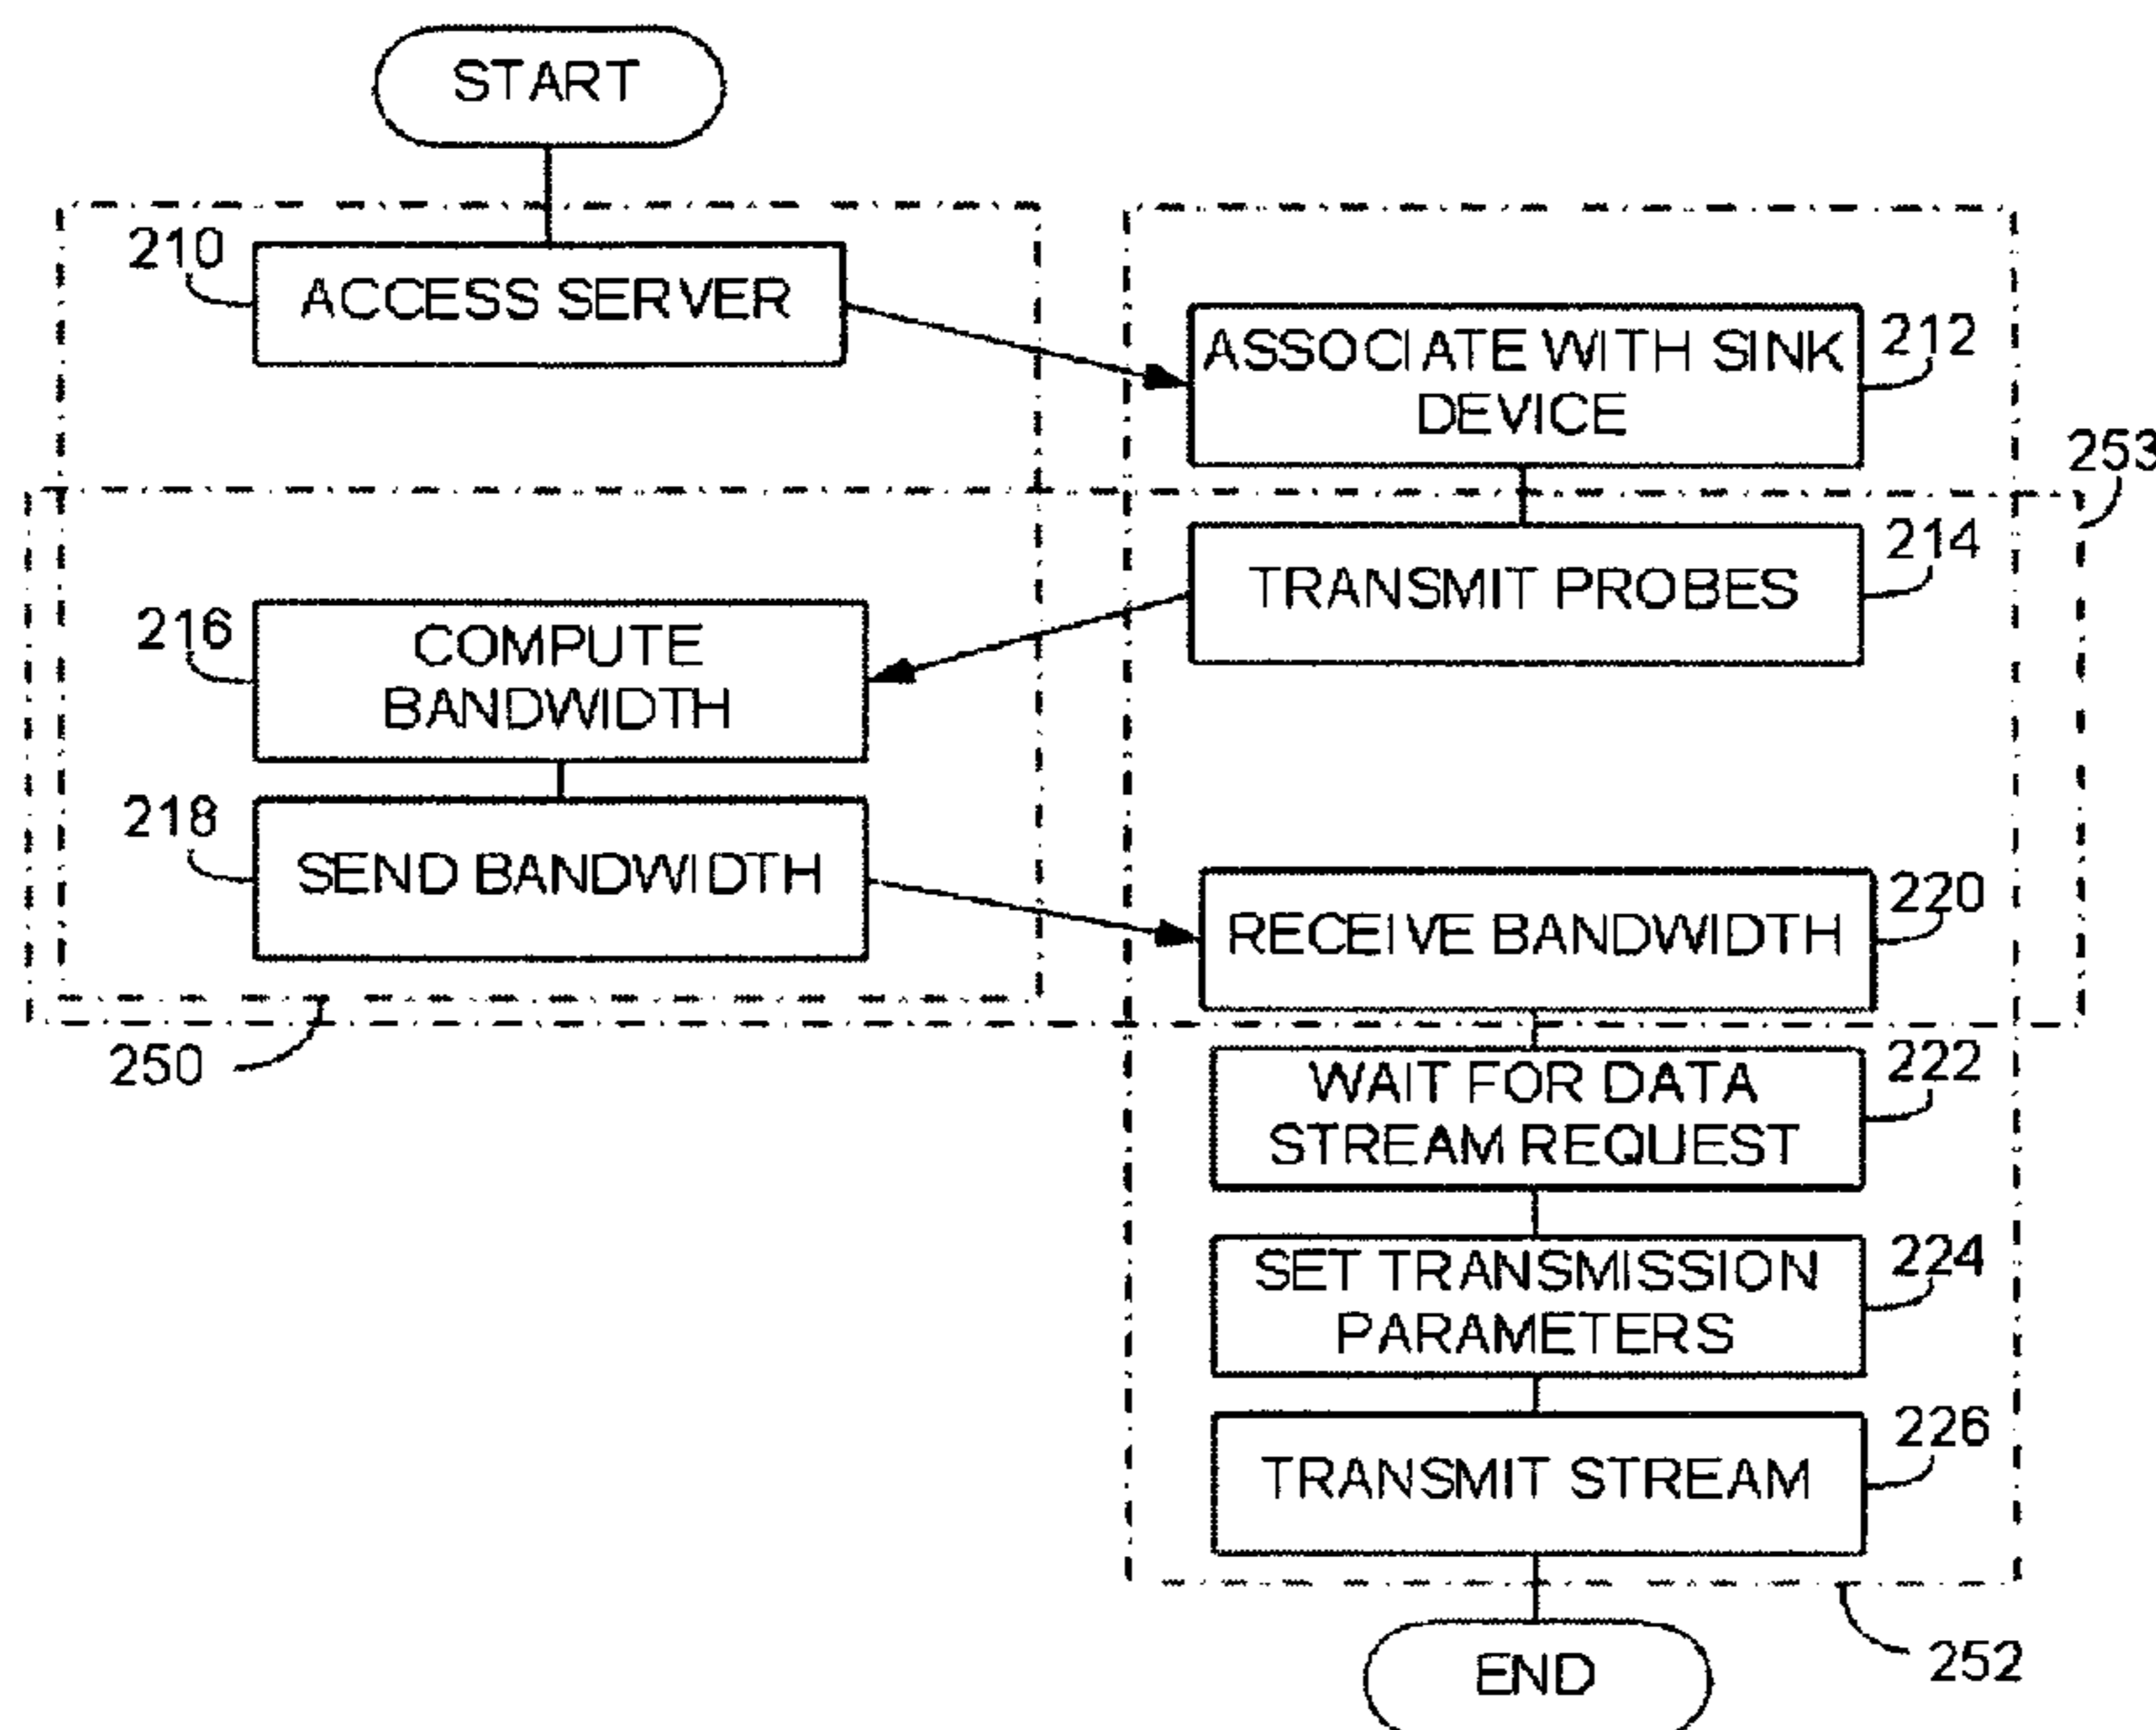 START
210
ACCESS SERVER
ASSOCIATE WITH SINK
DEVICE
212
253
TRANSMIT PROBES
214
216
COMPUTE
BANDWIDTH
218
SEND BANDWIDTH
RECEIVE BANDWIDTH
220
250
WAIT FOR DATA
STREAM REQUEST
222
SET TRANSMISSION
PARAMETERS
224
TRANSMIT STREAM
226
END
252